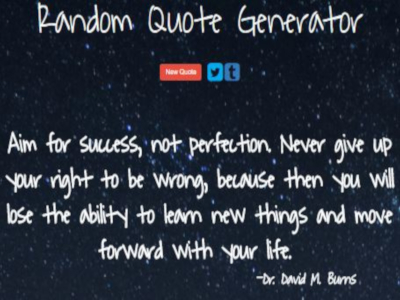 Random Quote Generator
New Quote
t
Aim for success, not perfection. Never give up
your right to be wrong, because then you will
lose the ability to learn new things and move
forward with your life.
-Dr. David M. Burns